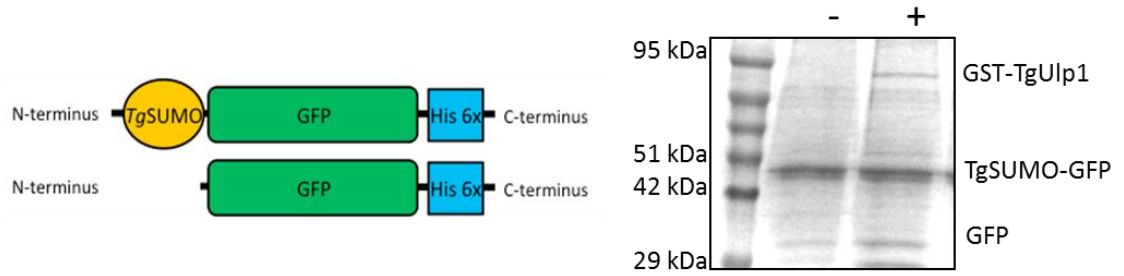 N-terminus TgSUMO GFP His 6x C-terminus
N-terminus GFP His 6x C-terminus
- +
95 kDa
GST-TgUlp1
51 kDa
TgSUMO-GFP
42 kDa
GFP
29 kDa